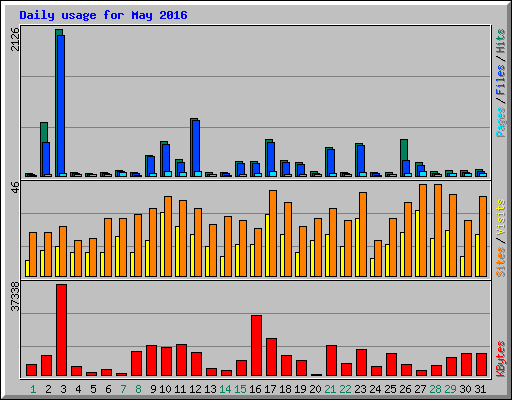 Daily usage for May 2016
2126
Pages / Files / Hits
46
Sites / Visits
37338
KBytes
1 2 3 4 5 6 7 8 9 10 11 12 13 14 15 16 17 18 19 20 21 22 23 24 25 26 27 28 29 30 31